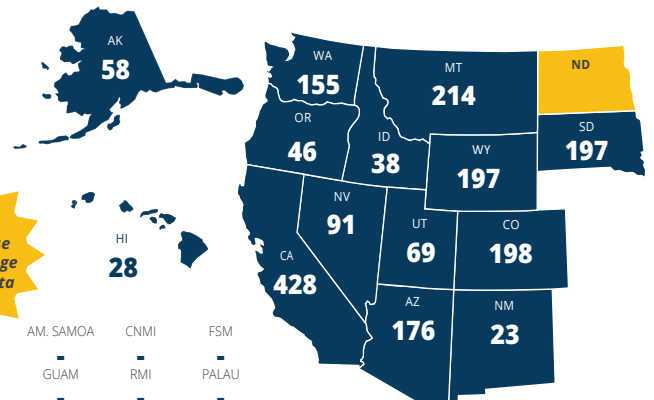 AK
58
WA
155
MT
214
ND
OR
46
ID
38
SD
197
WY
197
NV
91
UT
69
CO
198
HI
28
CA
428
AZ
176
NM
23
AM. SAMOA
CNMI
FSM
-
-
-
GUAM
RMI
PALAU
-
-
-